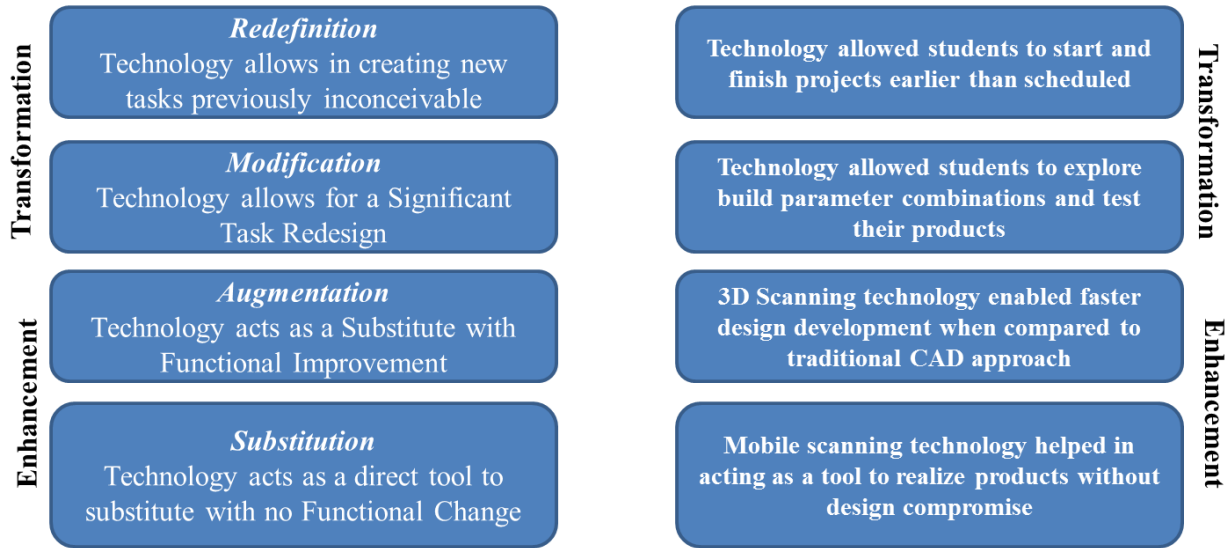 Transformation
Redefinition
Technology allows in creating new
tasks previously inconceivable
Modification
Technology allows for a Significant
Task Redesign
Enhancement
Augmentation
Technology acts as a Substitute with
Functional Improvement
Substitution
Technology acts as a direct tool to
substitute with no Functional Change
Technology allowed students to start and
finish projects earlier than scheduled
Technology allowed students to explore
build parameter combinations and test
their products
Transformation
3D Scanning technology enabled faster
design development when compared to
traditional CAD approach
Mobile scanning technology helped in
acting as a tool to realize products without
design compromise
Enhancement